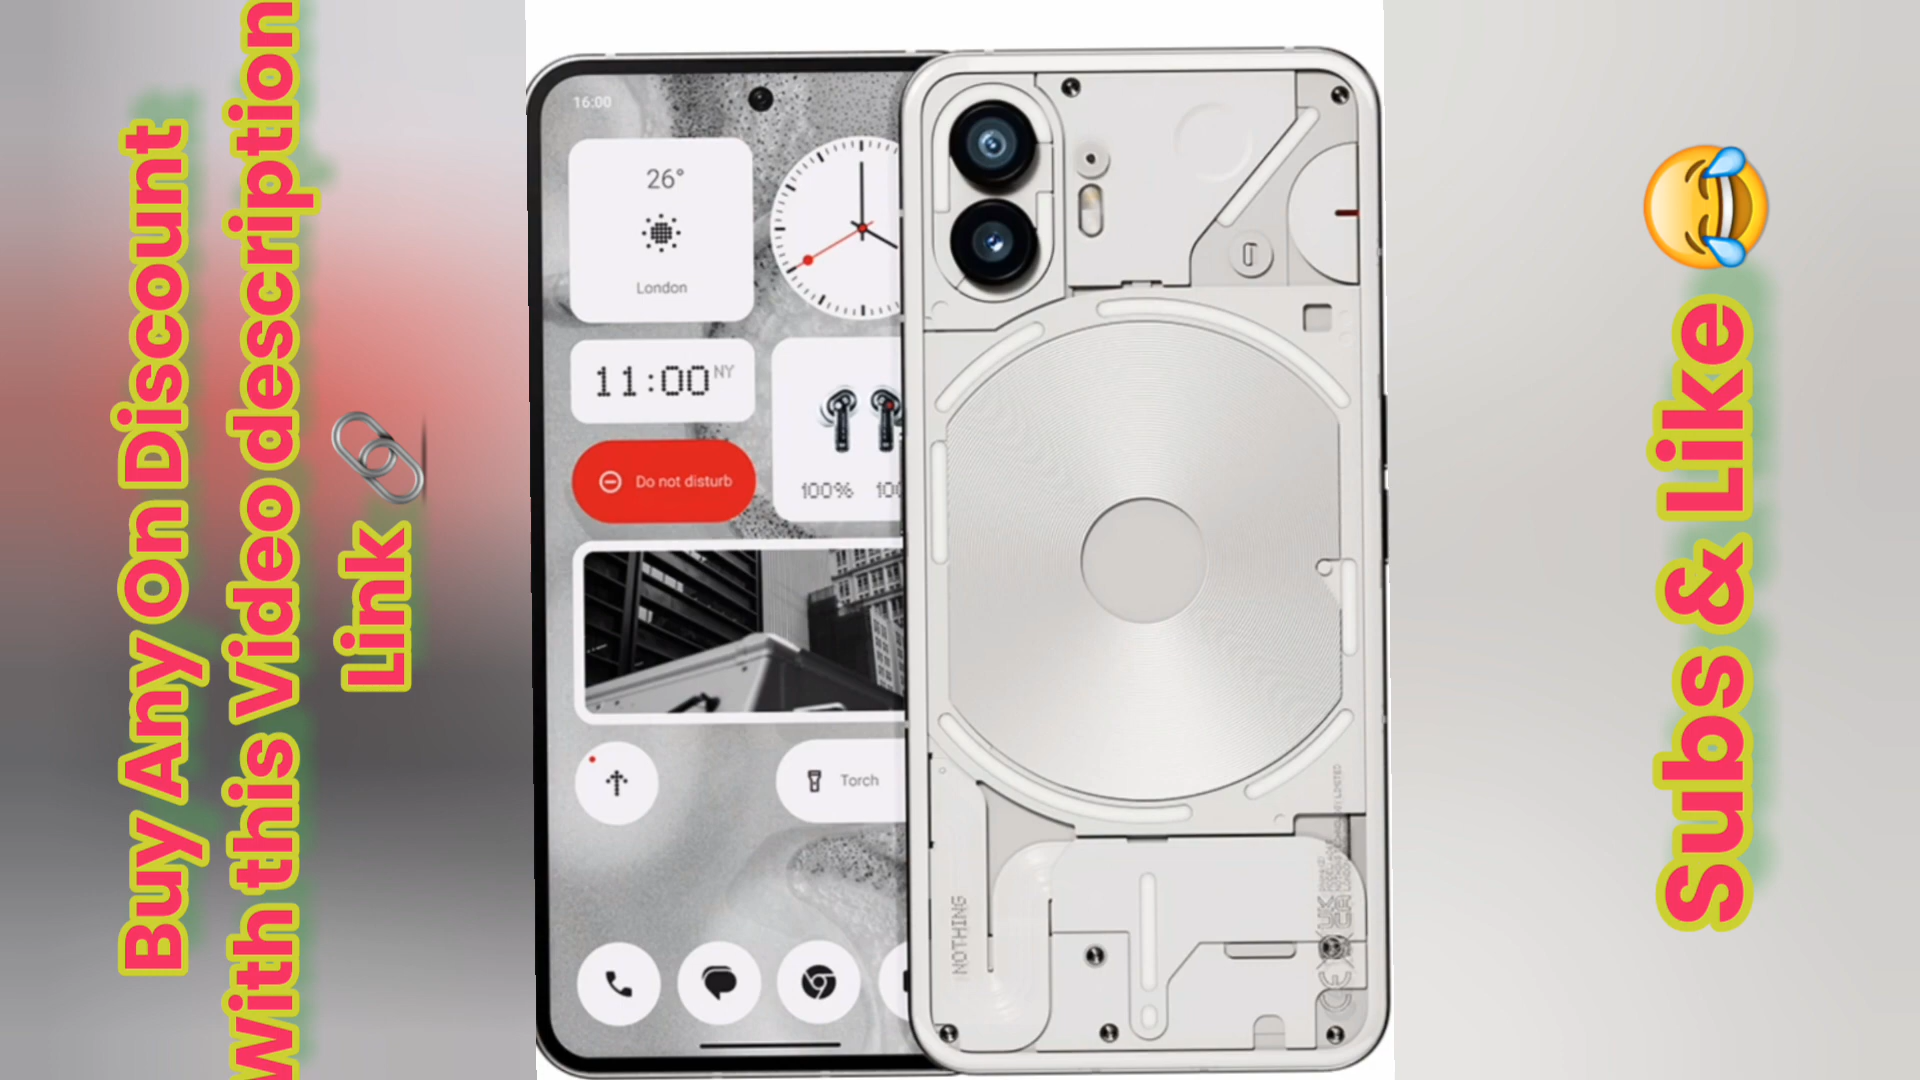 Buy Any On Discount
With this Video description
Link
16:00
26°
London
11:00 NY
Do not disturb
100%
Torch
NOTHING
Subs & Like